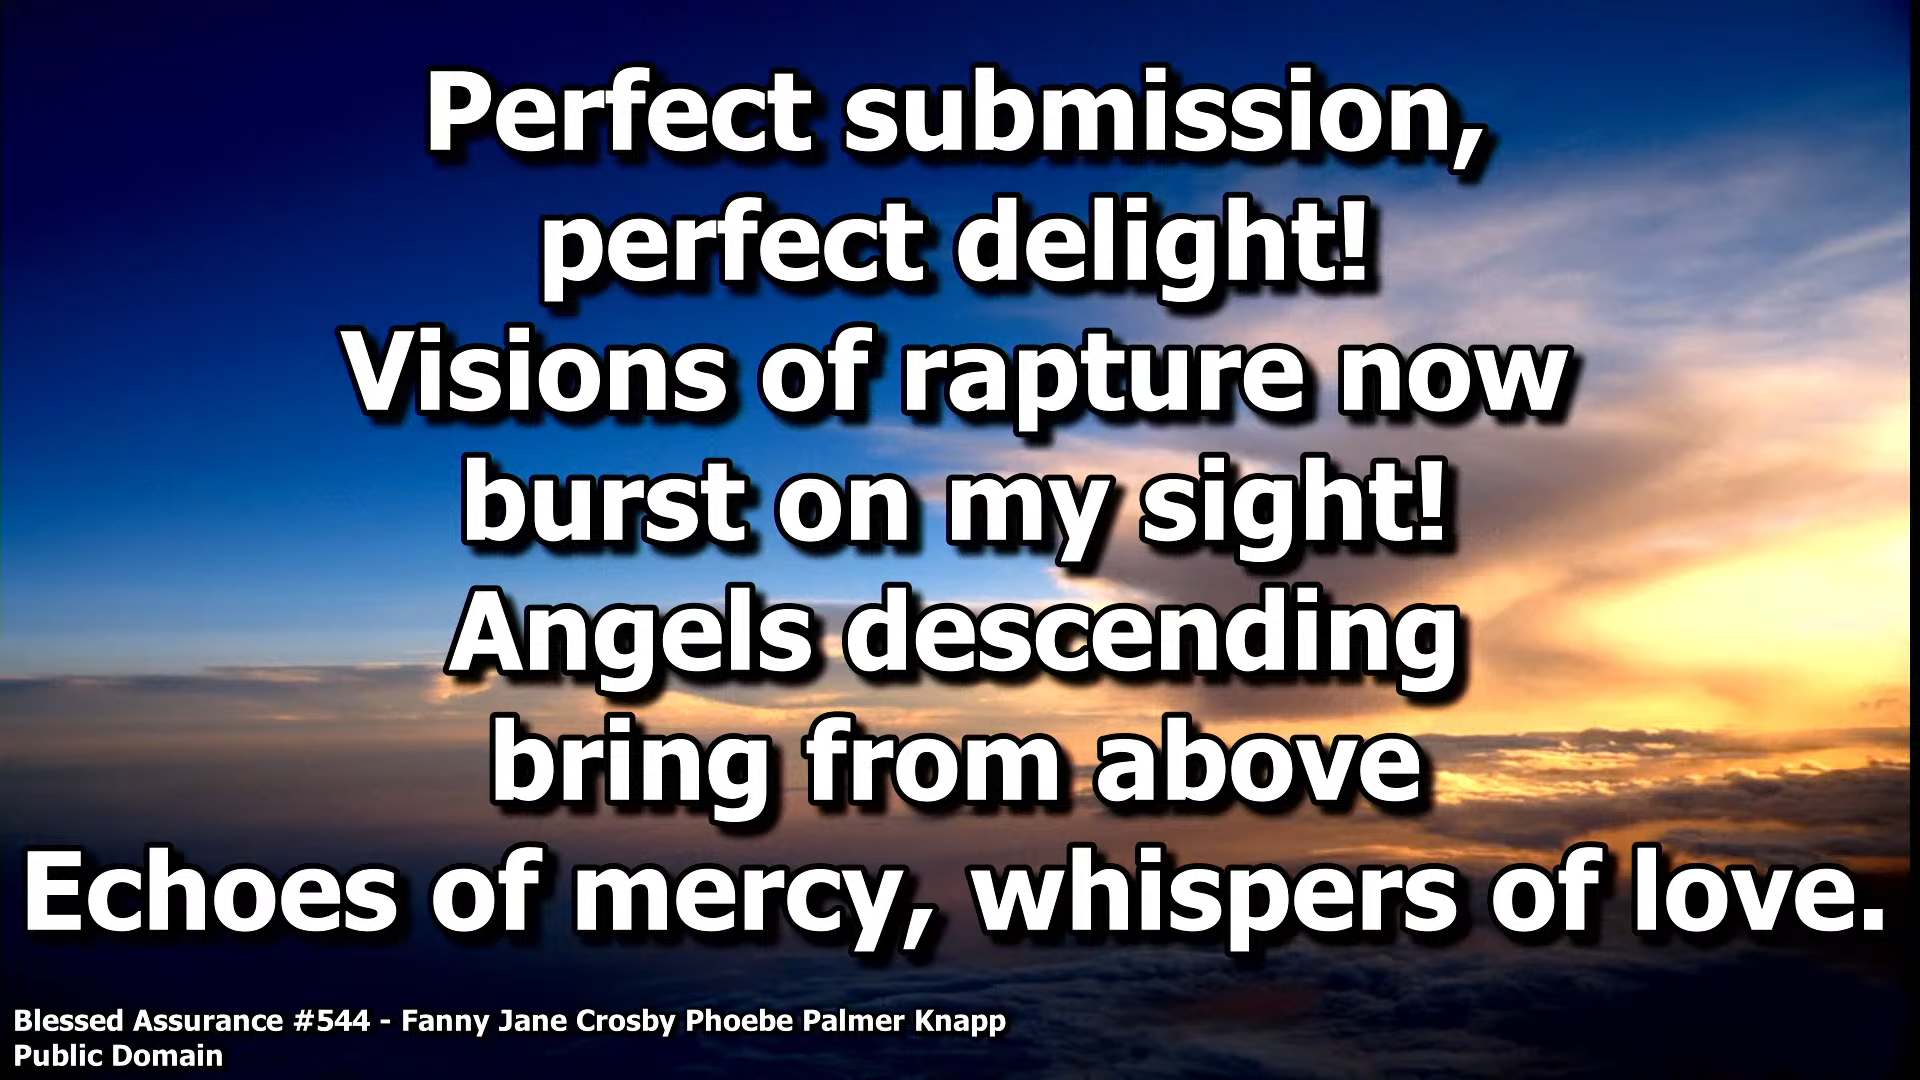 Perfect submission,
perfect delight!
Visions of rapture now
burst on my sight!
Angels descending
bring from above
Echoes of mercy, whispers of love.
Blessed Assurance #544 - Fanny Jane Crosby Phoebe Palmer Knapp
Public Domain